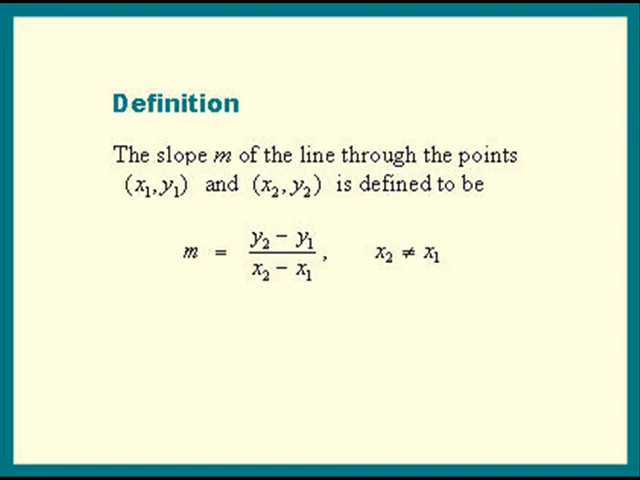 Definition
The slope m of the line through the points
(x₁, y₁) and (x₂, y₂) is defined to be
m = (y₂ − y₁) / (x₂ − x₁), x₂ ≠ x₁